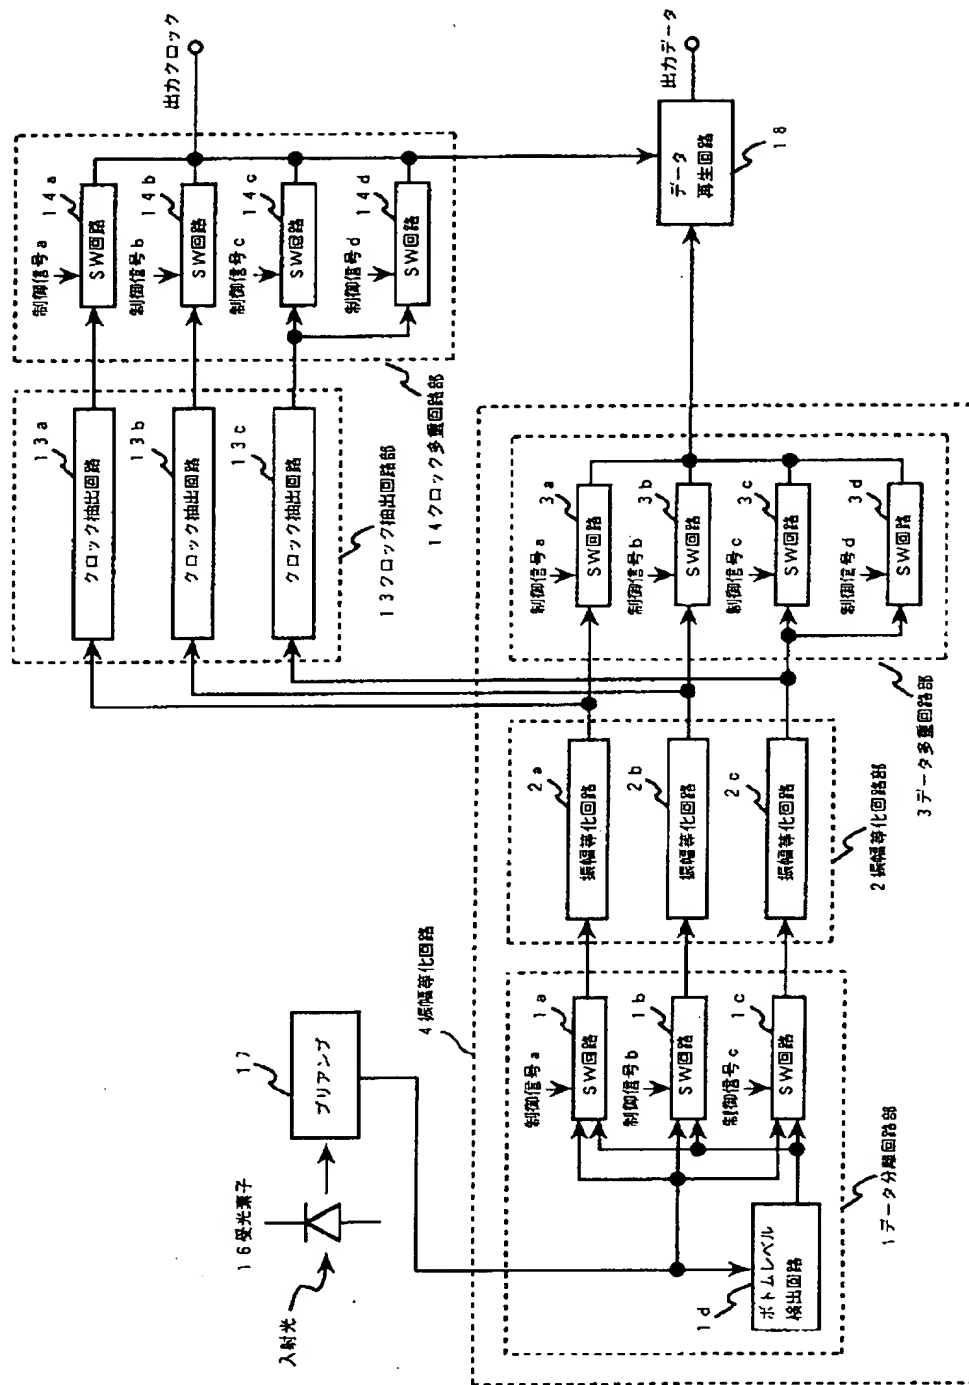 入射光
16受光素子
プリアンプ
17
4振幅等化回路
制御信号a
1a
SW回路
制御信号b
1b
SW回路
制御信号c
1c
SW回路
ボトムレベル
検出回路
1d
1データ分離回路部
2a
振幅等化回路
2b
振幅等化回路
2c
振幅等化回路
2振幅等化回路部
制御信号a
3a
SW回路
制御信号b
3b
SW回路
制御信号c
3c
SW回路
制御信号d
3d
SW回路
3データ多重回路部
13a
クロック抽出回路
13b
クロック抽出回路
13c
クロック抽出回路
13クロック抽出回路部
制御信号a
14a
SW回路
制御信号b
14b
SW回路
制御信号c
14c
SW回路
制御信号d
14d
SW回路
14クロック多重回路部
出力クロック
データ
再生回路
18
出力データ